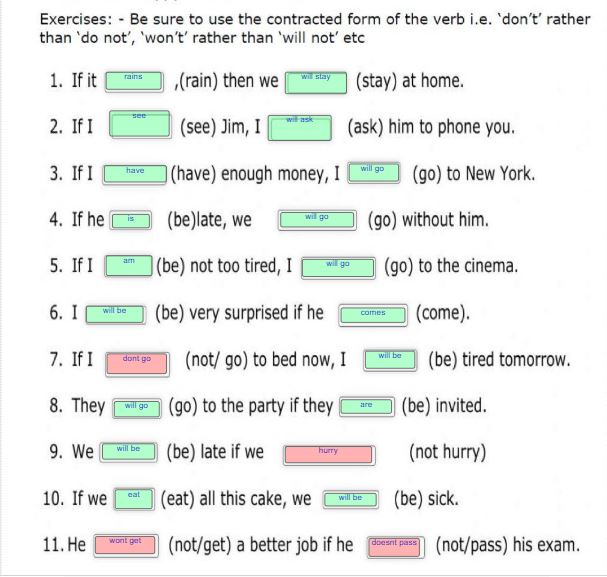 Exercises: - Be sure to use the contracted form of the verb i.e. ‘don’t’ rather
than ‘do not’, ‘won’t’ rather than ‘will not’ etc
1. If it rains ,(rain) then we will stay (stay) at home.
2. If I see (see) Jim, I will ask (ask) him to phone you.
3. If I have (have) enough money, I will go (go) to New York.
4. If he is (be)late, we will go (go) without him.
5. If I am (be) not too tired, I will go (go) to the cinema.
6. I will be (be) very surprised if he comes (come).
7. If I dont go (not/ go) to bed now, I will be (be) tired tomorrow.
8. They will go (go) to the party if they are (be) invited.
9. We will be (be) late if we hurry (not hurry)
10. If we eat (eat) all this cake, we will be (be) sick.
11. He wont get (not/get) a better job if he doesnt pass (not/pass) his exam.